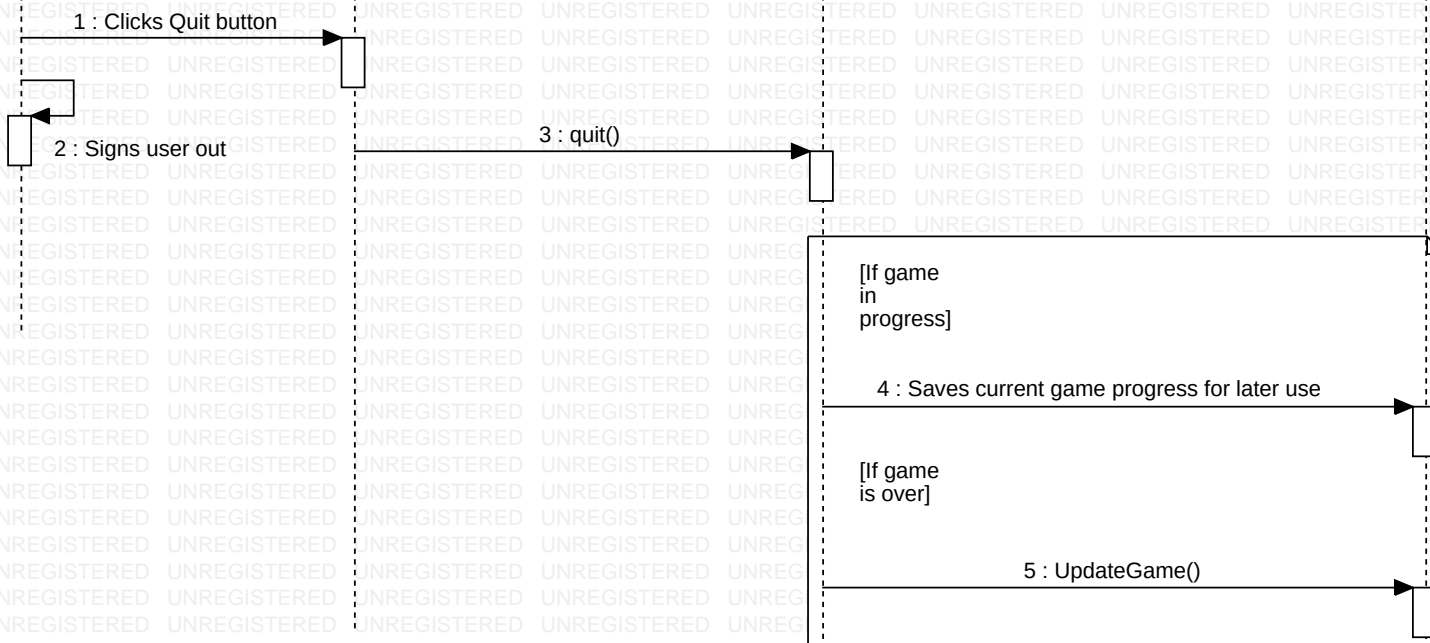 1 : Clicks Quit button
2 : Signs user out
3 : quit()
[If game
in
progress]
4 : Saves current game progress for later use
[If game
is over]
5 : UpdateGame()
UNREGISTERED